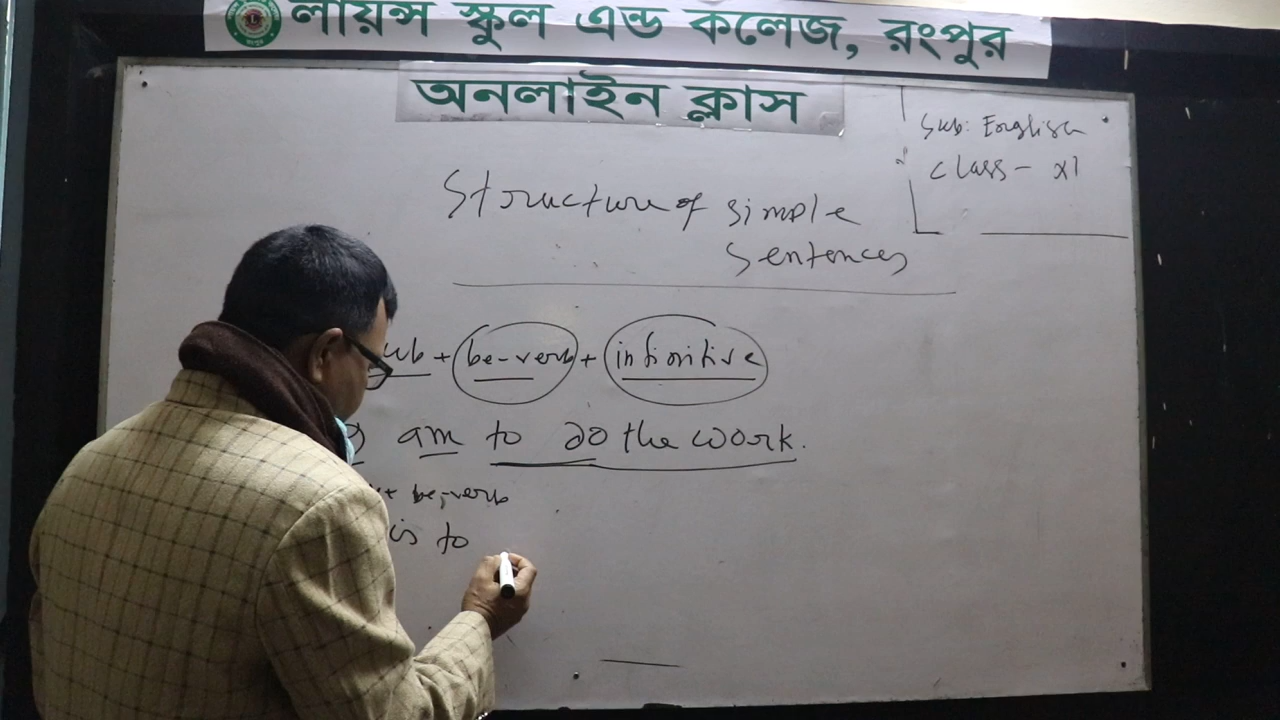 লায়ন্স স্কুল এন্ড কলেজ, রংপুর
অনলাইন ক্লাস
Sub: English
class- XI
Structure of simple
sentences
ub + be-verb + infinitive
am to do the work.
+ be-verb
is to